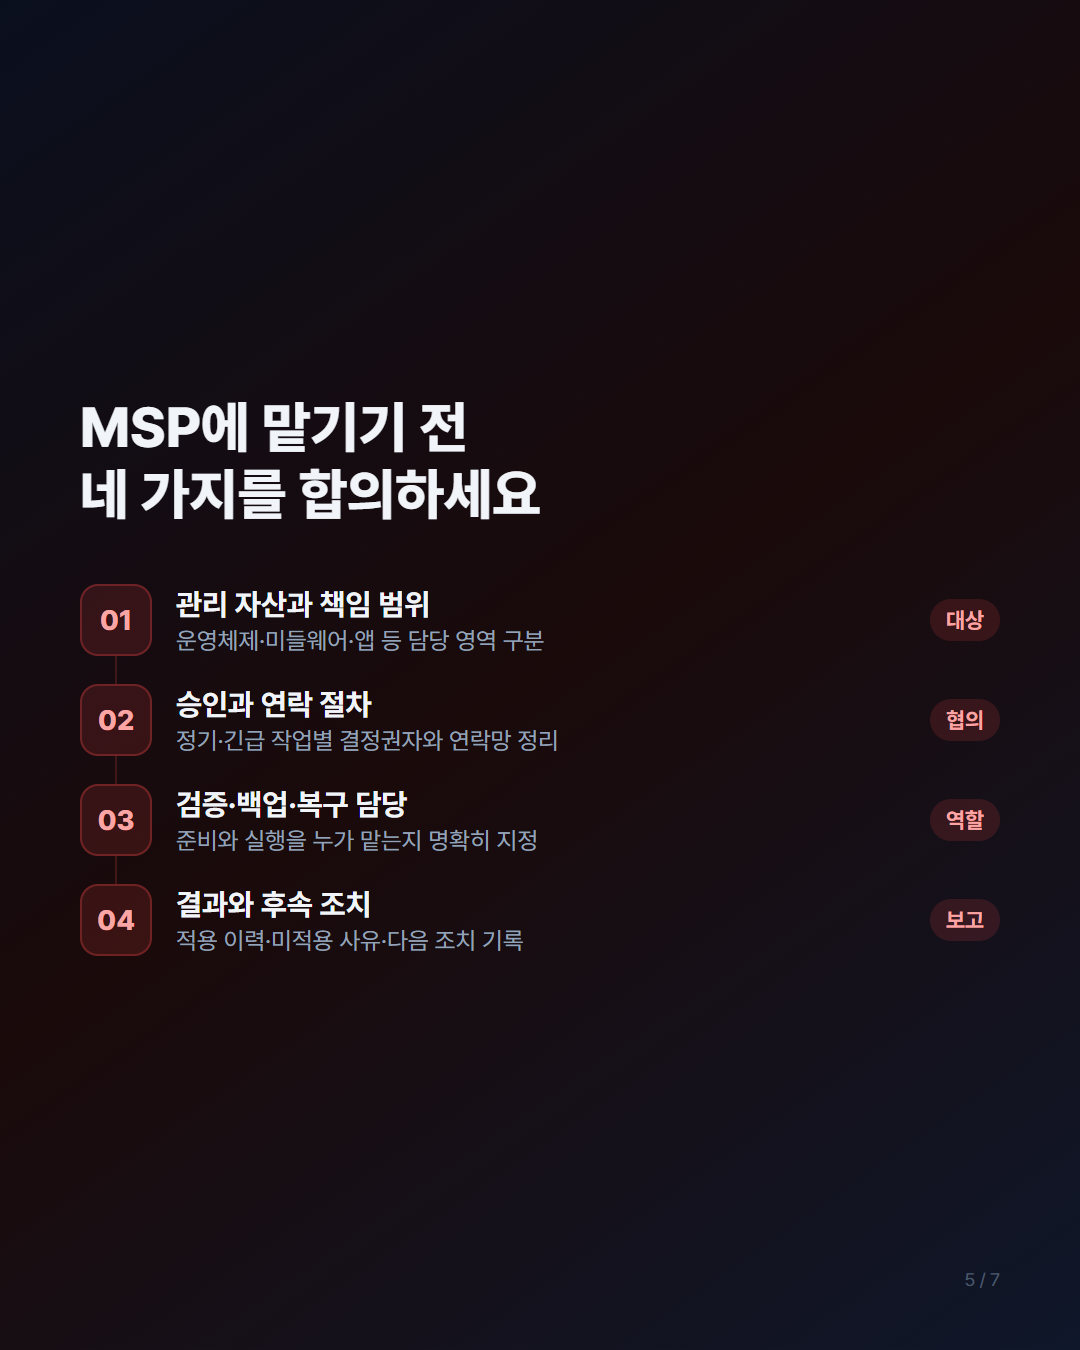 MSP에 맡기기 전
네 가지를 합의하세요
01
관리 자산과 책임 범위
운영체제·미들웨어·앱 등 담당 영역 구분
대상
02
승인과 연락 절차
정기·긴급 작업별 결정권자와 연락망 정리
협의
03
검증·백업·복구 담당
준비와 실행을 누가 맡는지 명확히 지정
역할
04
결과와 후속 조치
적용 이력·미적용 사유·다음 조치 기록
보고
5 / 7